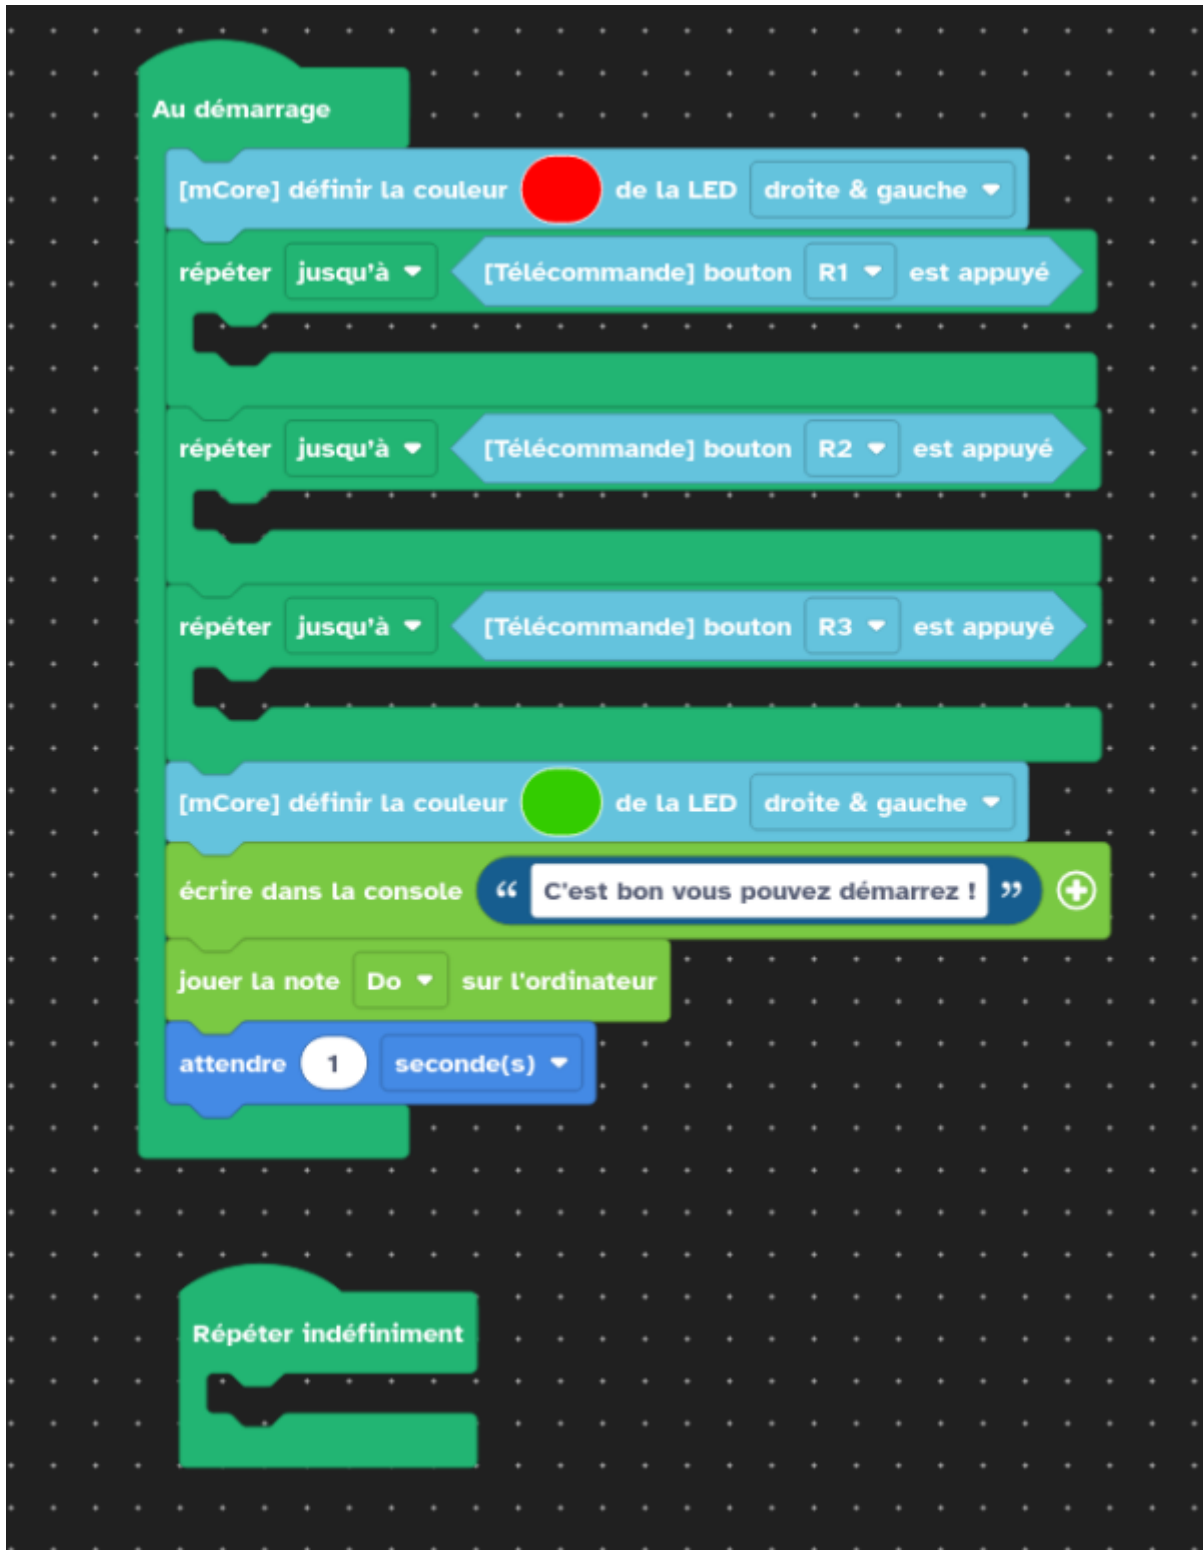 Au démarrage
[mCore] définir la couleur de la LED droite & gauche
répéter jusqu'à [Télécommande] bouton R1 est appuyé
répéter jusqu'à [Télécommande] bouton R2 est appuyé
répéter jusqu'à [Télécommande] bouton R3 est appuyé
[mCore] définir la couleur de la LED droite & gauche
écrire dans la console “ C'est bon vous pouvez démarrez ! ”
jouer la note Do sur l'ordinateur
attendre 1 seconde(s)
Répéter indéfiniment